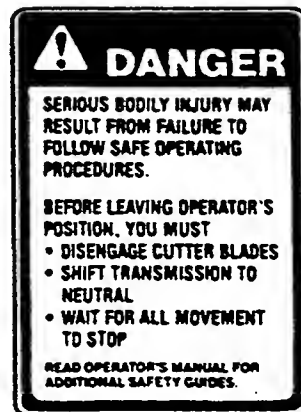 DANGER
SERIOUS BODILY INJURY MAY
RESULT FROM FAILURE TO
FOLLOW SAFE OPERATING
PROCEDURES.
BEFORE LEAVING OPERATOR'S
POSITION, YOU MUST
• DISENGAGE CUTTER BLADES
• SHIFT TRANSMISSION TO
NEUTRAL
• WAIT FOR ALL MOVEMENT
TO STOP
READ OPERATOR'S MANUAL FOR
ADDITIONAL SAFETY GUIDES.